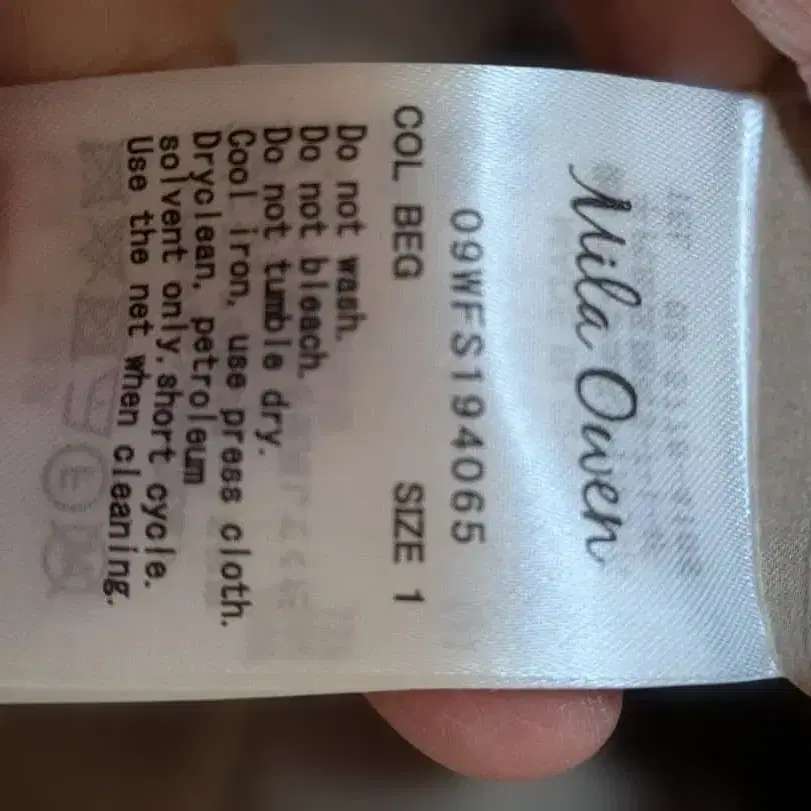 Mila Owen
09WFS194065
COL BEG SIZE 1
Do not wash.
Do not bleach.
Do not tumble dry.
Cool iron, use press cloth.
Dryclean, petroleum
solvent only, short cycle.
Use the net when cleaning.